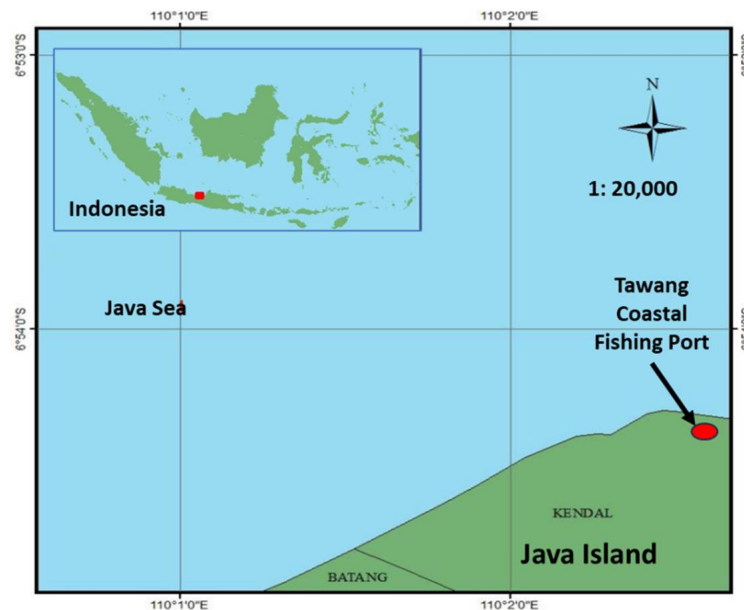 110°1'0"E
110°2'0"E
6°53'0"S
N
1: 20,000
Indonesia
Java Sea
Tawang
Coastal
Fishing Port
6°54'0"S
KENDAL
Java Island
BATANG
110°1'0"E
110°2'0"E